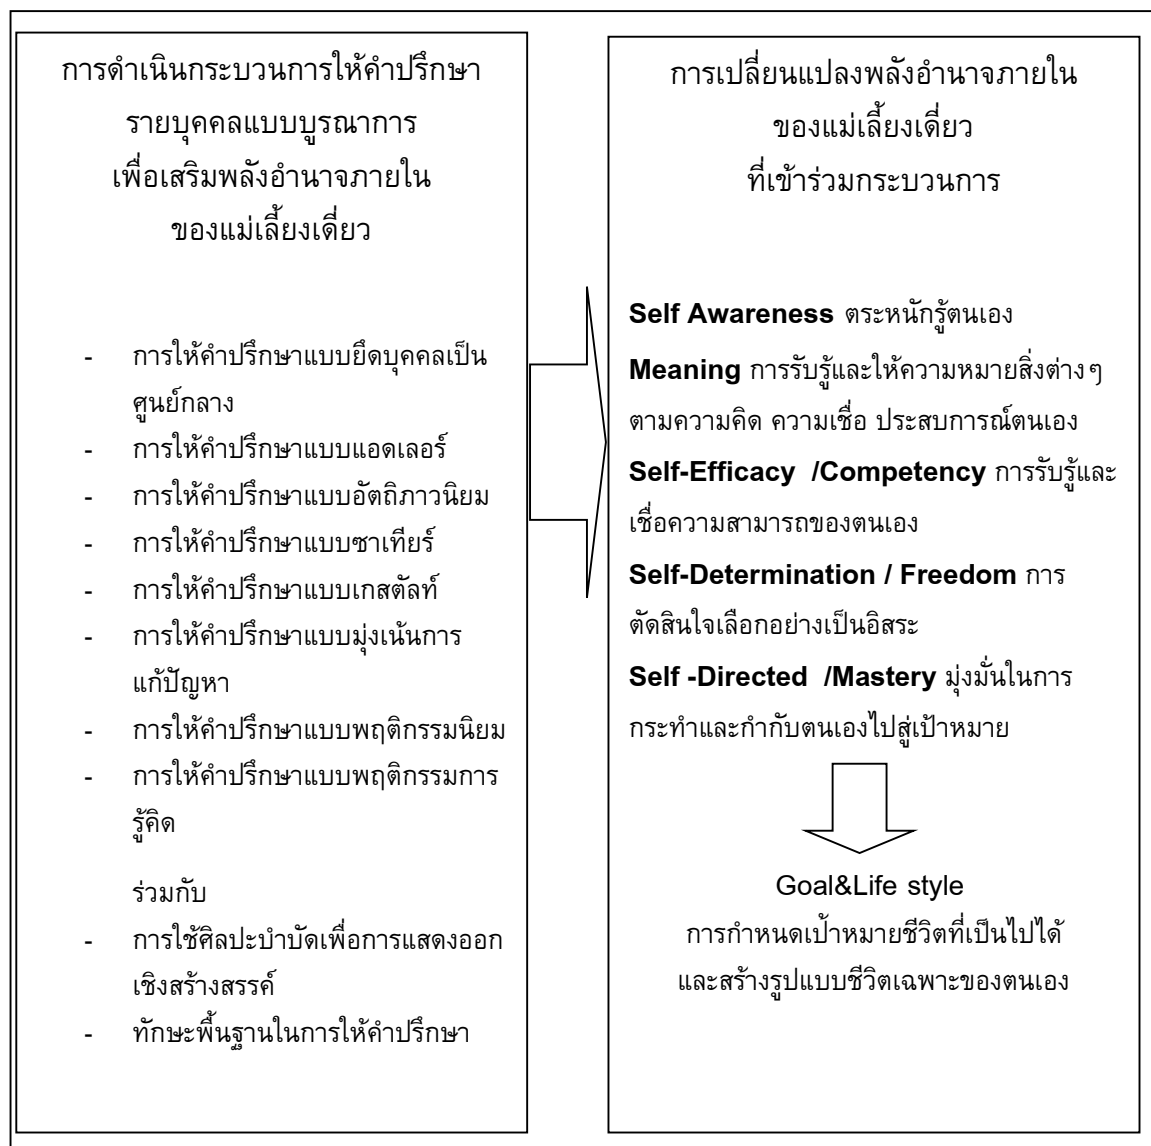 การดำเนินกระบวนการให้คำปรึกษา
รายบุคคลแบบบูรณาการ
เพื่อเสริมพลังอำนาจภายใน
ของแม่เลี้ยงเดี่ยว
- การให้คำปรึกษาแบบยึดบุคคลเป็น
ศูนย์กลาง
- การให้คำปรึกษาแบบแอดเลอร์
- การให้คำปรึกษาแบบอัตถิภาวนิยม
- การให้คำปรึกษาแบบซาเทียร์
- การให้คำปรึกษาแบบเกสตัลท์
- การให้คำปรึกษาแบบมุ่งเน้นการ
แก้ปัญหา
- การให้คำปรึกษาแบบพฤติกรรมนิยม
- การให้คำปรึกษาแบบพฤติกรรมการ
รู้คิด
ร่วมกับ
- การใช้ศิลปะบำบัดเพื่อการแสดงออก
เชิงสร้างสรรค์
- ทักษะพื้นฐานในการให้คำปรึกษา
การเปลี่ยนแปลงพลังอำนาจภายใน
ของแม่เลี้ยงเดี่ยว
ที่เข้าร่วมกระบวนการ
Self Awareness ตระหนักรู้ตนเอง
Meaning การรับรู้และให้ความหมายสิ่งต่างๆ
ตามความคิด ความเชื่อ ประสบการณ์ตนเอง
Self-Efficacy /Competency การรับรู้และ
เชื่อความสามารถของตนเอง
Self-Determination / Freedom การ
ตัดสินใจเลือกอย่างเป็นอิสระ
Self -Directed /Mastery มุ่งมั่นในการ
กระทำและกำกับตนเองไปสู่เป้าหมาย
Goal&Life style
การกำหนดเป้าหมายชีวิตที่เป็นไปได้
และสร้างรูปแบบชีวิตเฉพาะของตนเอง